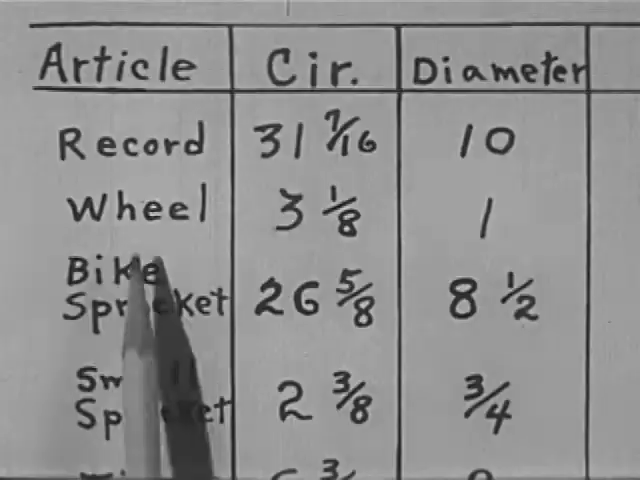 Article Cir. Diameter
Record 31 7/16 10
Wheel 3 1/8 1
Bike
Sprocket 26 5/8 8 1/2
Small
Sprocket 2 3/8 3/4